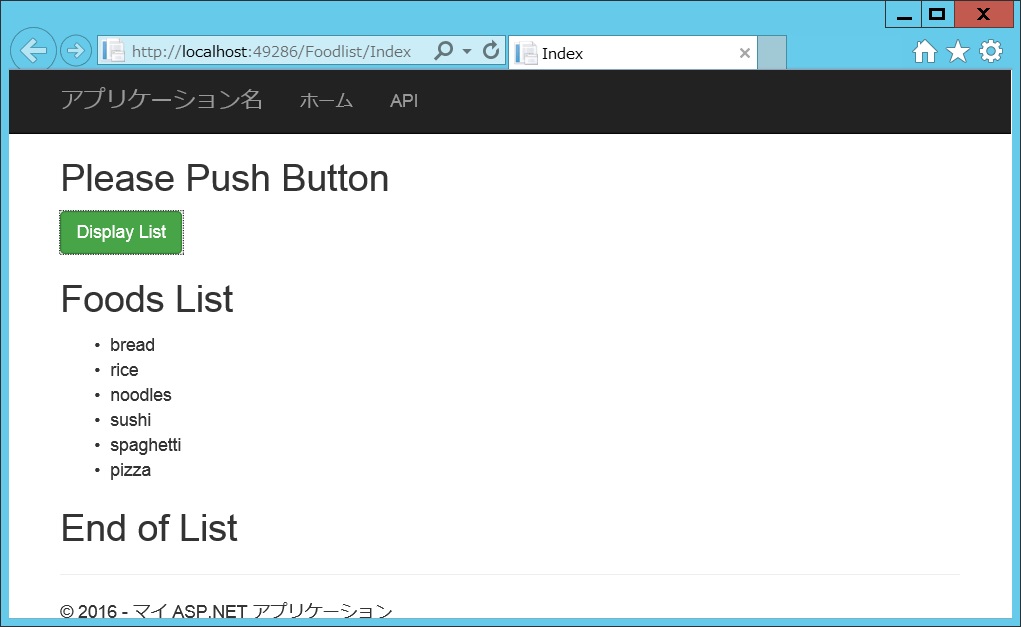 http://localhost:49286/Foodlist/Index
Index
アプリケーション名 ホーム API
Please Push Button
Display List
Foods List
• bread
• rice
• noodles
• sushi
• spaghetti
• pizza
End of List
© 2016 - マイ ASP.NET アプリケーション